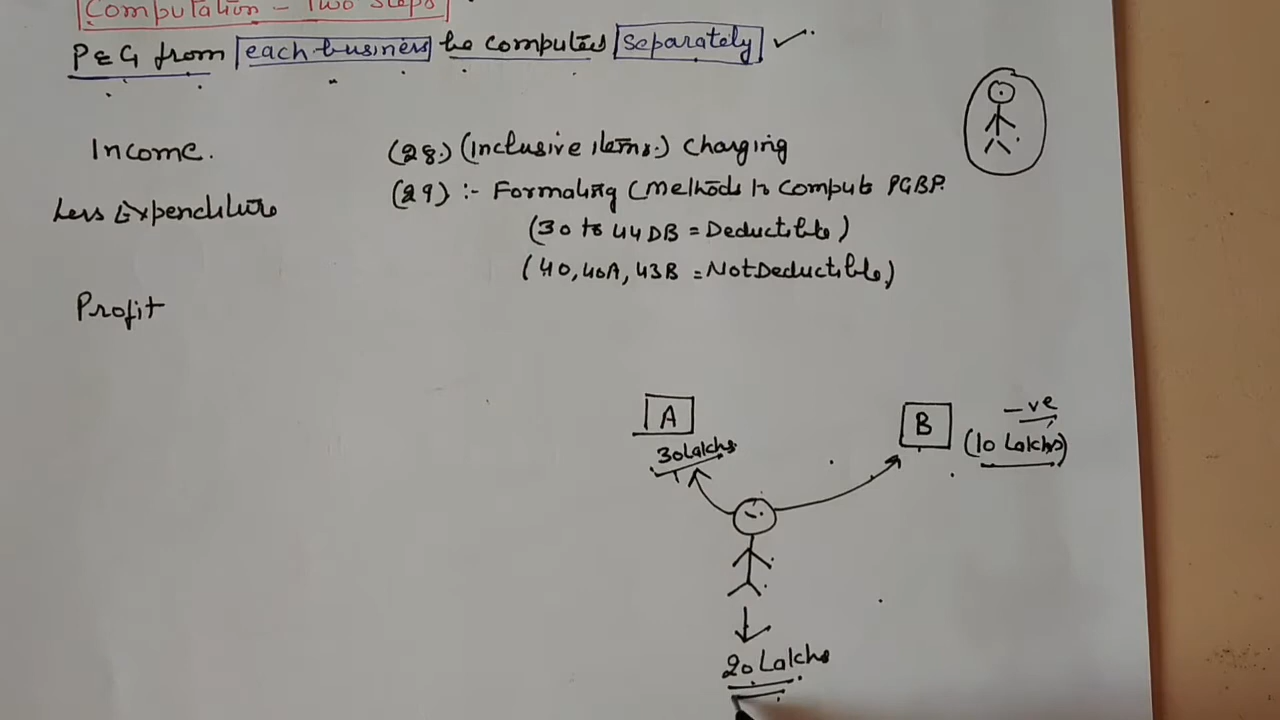 Computation - Two Steps
P&G from each business be computed separately
Income.
Less Expenditure
Profit
(28.) (Inclusive items.) Charging
(29) :- Formating (Methods to compute PGBP.
(30 to 44DB = Deductible)
(40, 40A, 43B = Not Deductible)
A
30 Lakhs
B
-ve
(10 Lakhs)
20 Lakhs